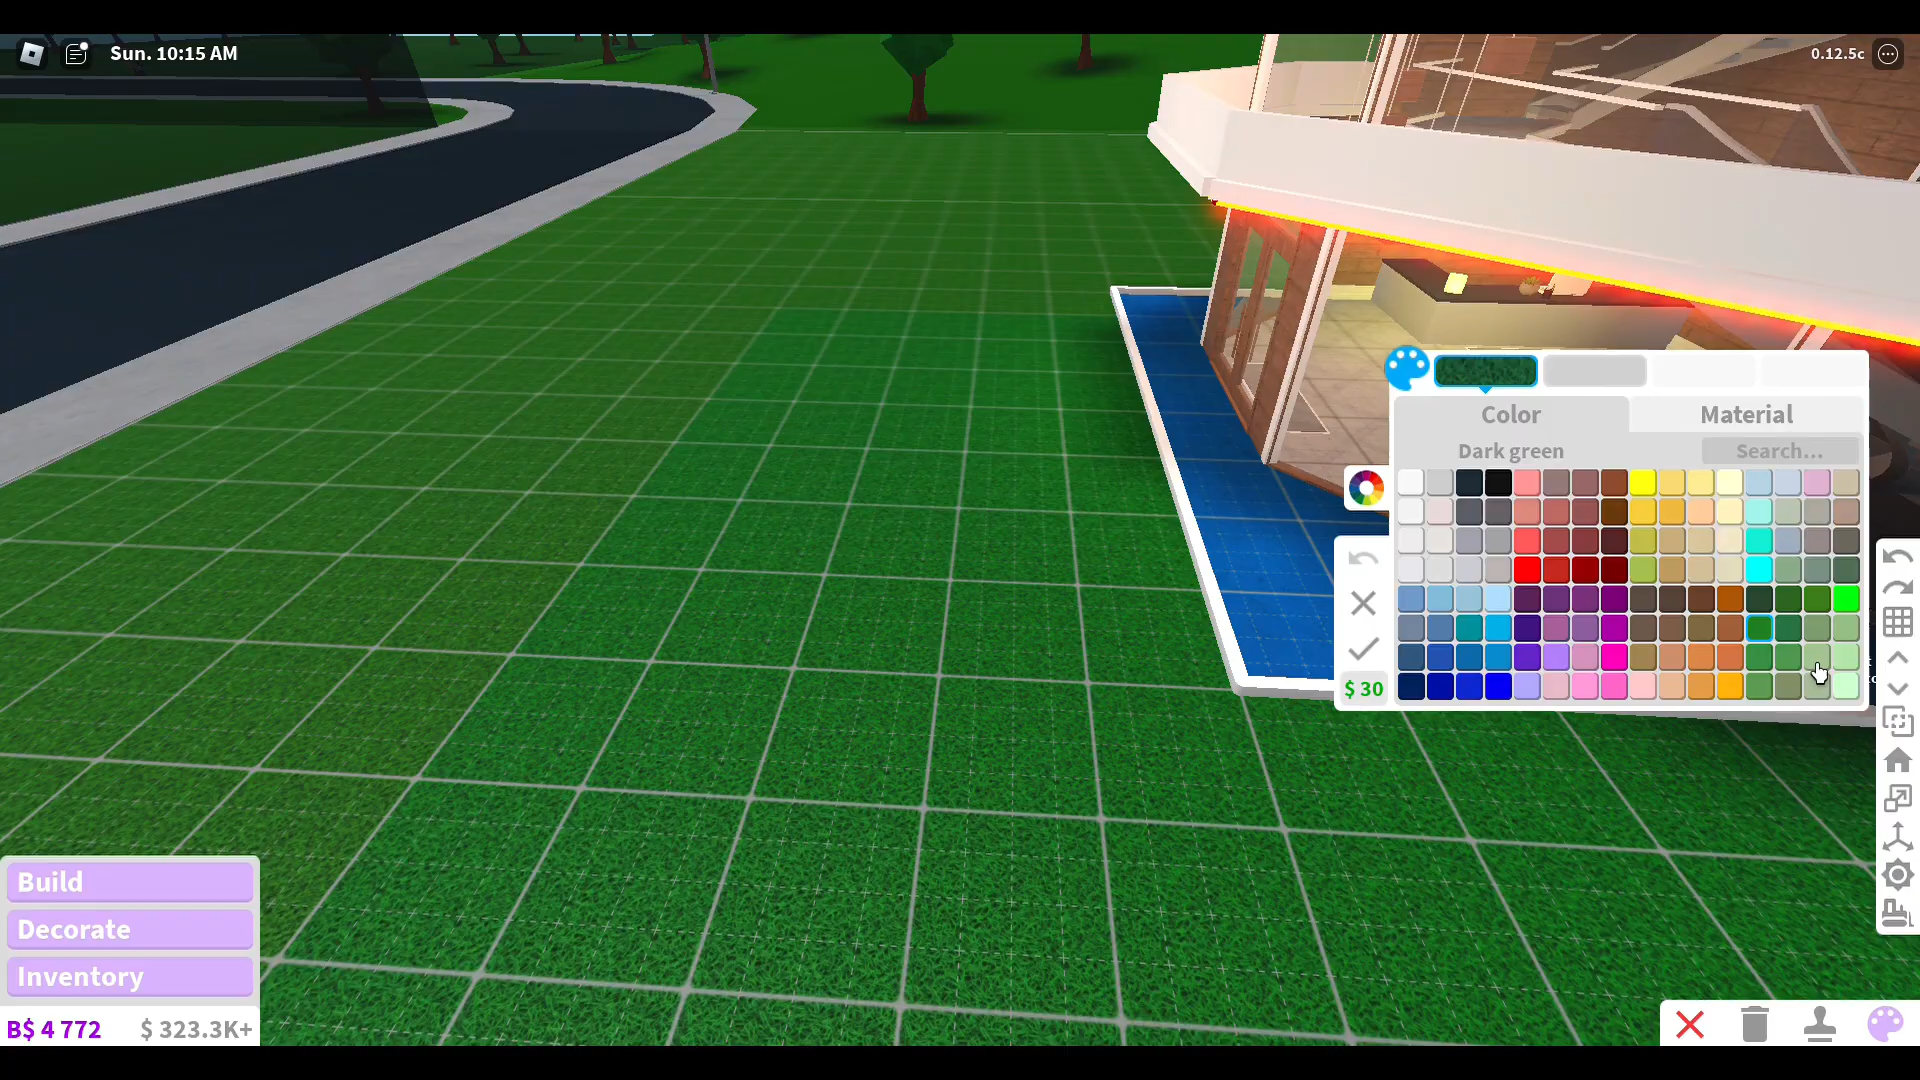 Sun. 10:15 AM
0.12.5c
Color
Material
Dark green
Search...
$ 30
Build
Decorate
Inventory
B$ 4 772
$ 323.3K+